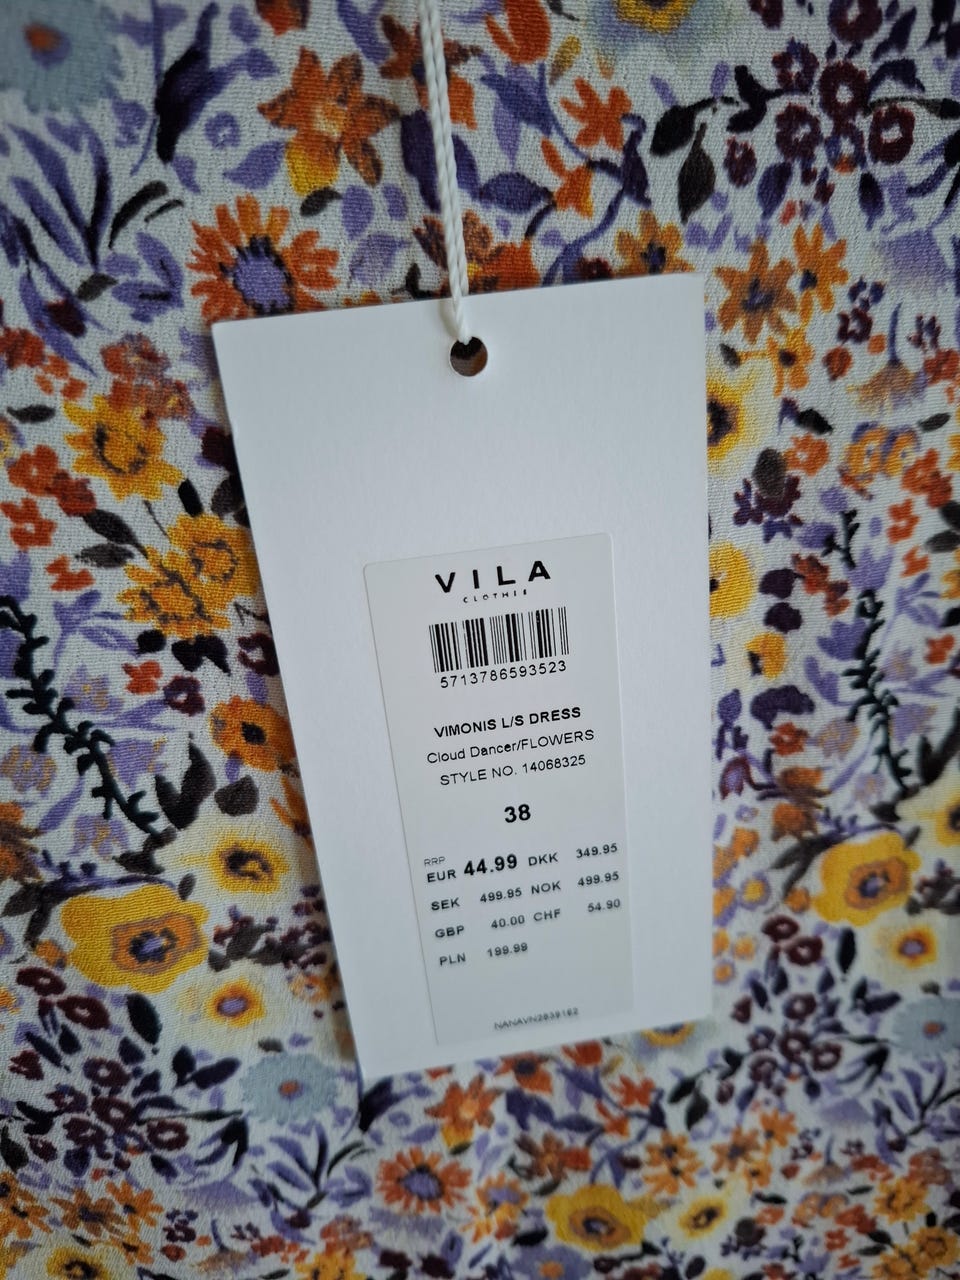 VILA
CLOTHES
5713786593523
VIMONIS L/S DRESS
Cloud Dancer/FLOWERS
STYLE NO. 14068325
38
RRP
EUR 44.99 DKK 349.95
SEK 499.95 NOK 499.95
GBP 40.00 CHF 54.90
PLN 199.99
NANAVN2839162